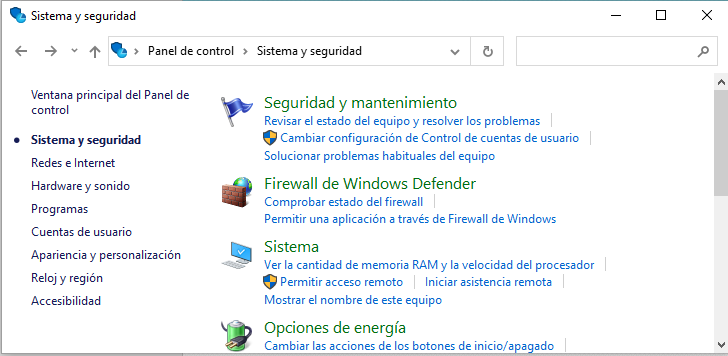 Sistema y seguridad
Panel de control Sistema y seguridad
Ventana principal del Panel de
control
Sistema y seguridad
Redes e Internet
Hardware y sonido
Programas
Cuentas de usuario
Apariencia y personalización
Reloj y región
Accesibilidad
Seguridad y mantenimiento
Revisar el estado del equipo y resolver los problemas
Cambiar configuración de Control de cuentas de usuario
Solucionar problemas habituales del equipo
Firewall de Windows Defender
Comprobar estado del firewall
Permitir una aplicación a través de Firewall de Windows
Sistema
Ver la cantidad de memoria RAM y la velocidad del procesador
Permitir acceso remoto Iniciar asistencia remota
Mostrar el nombre de este equipo
Opciones de energía
Cambiar las acciones de los botones de inicio/apagado